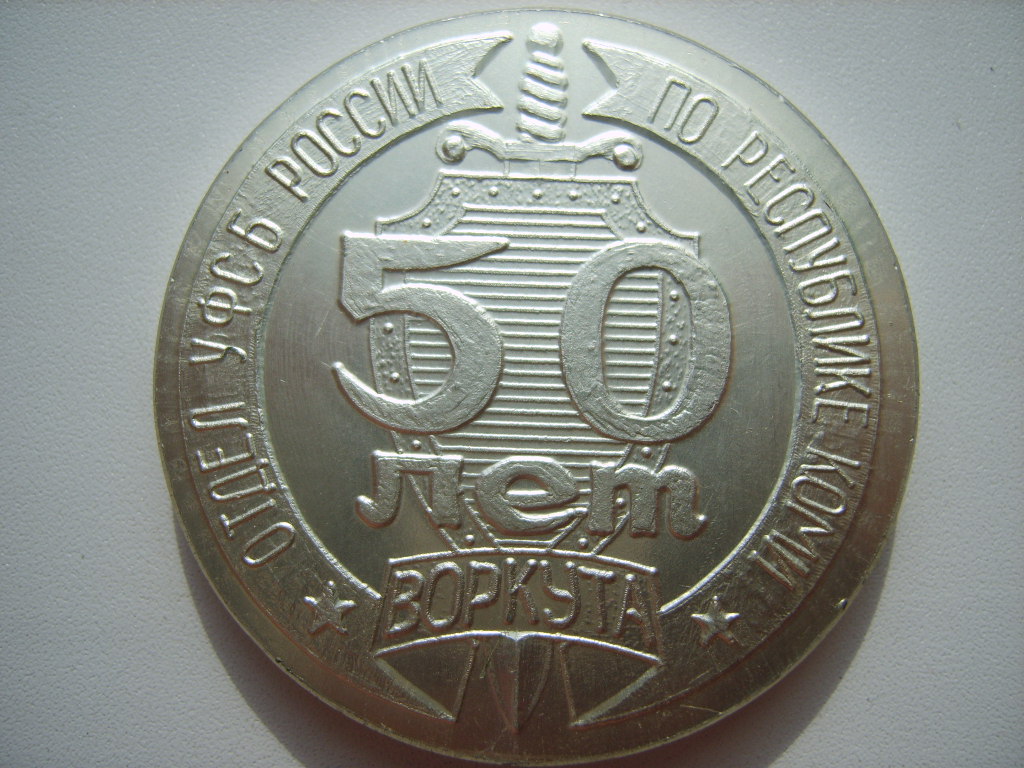 ОТДЕЛ УФСБ РОССИИ
ПО РЕСПУБЛИКЕ КОМИ
50
лет
ВОРКУТА